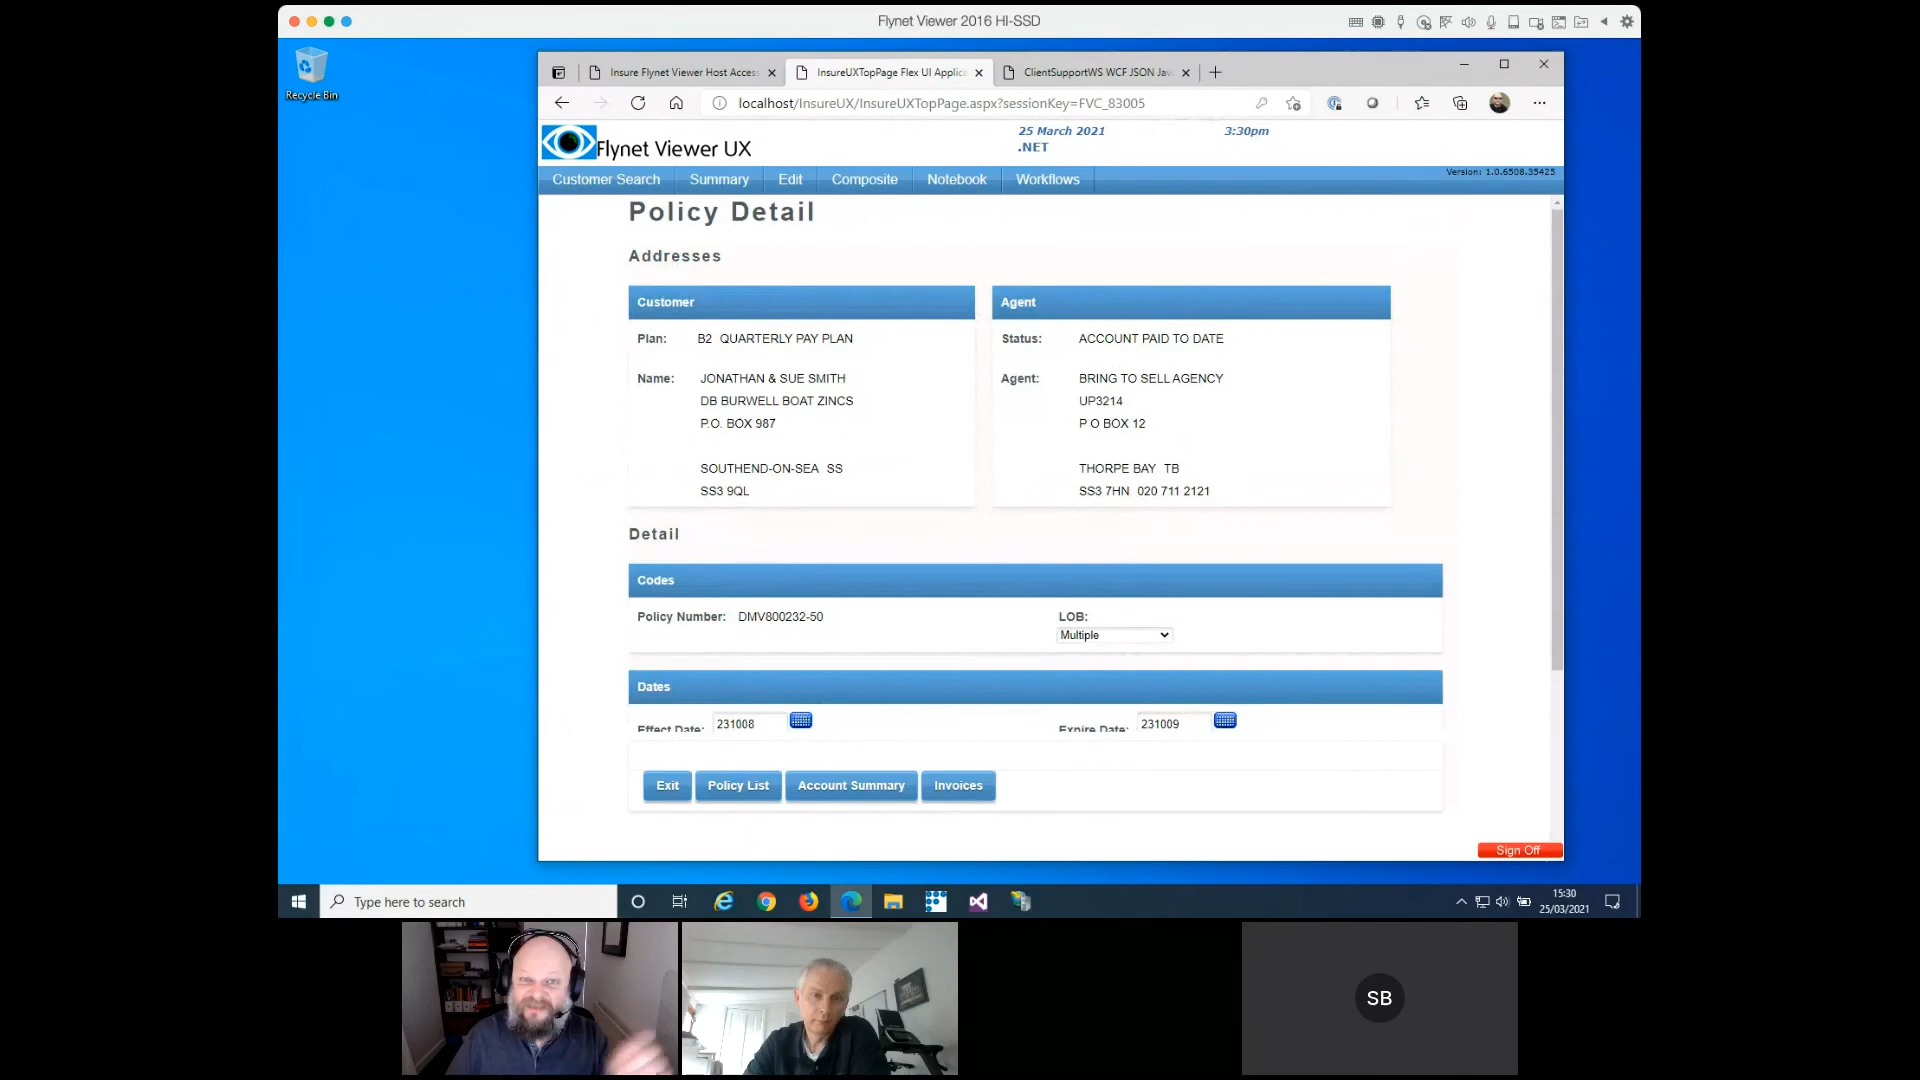 Flynet Viewer 2016 HI-SSD
Recycle Bin
Insure Flynet Viewer Host Acces
InsureUXTopPage Flex UI Applica
ClientSupportWS WCF JSON Jav
localhost/InsureUX/InsureUXTopPage.aspx?sessionKey=FVC_83005
Flynet Viewer UX
25 March 2021
3:30pm
.NET
Customer Search
Summary
Edit
Composite
Notebook
Workflows
Version: 1.0.6508.35425
Policy Detail
Addresses
Customer
Agent
Plan: B2 QUARTERLY PAY PLAN
Status: ACCOUNT PAID TO DATE
Name: JONATHAN & SUE SMITH
Agent: BRING TO SELL AGENCY
DB BURWELL BOAT ZINCS
UP3214
P.O. BOX 987
P O BOX 12
SOUTHEND-ON-SEA SS
THORPE BAY TB
SS3 9QL
SS3 7HN 020 711 2121
Detail
Codes
Policy Number: DMV800232-50
LOB:
Multiple
Dates
Effect Date: 231008
Expire Date: 231009
Exit
Policy List
Account Summary
Invoices
Sign Off
Type here to search
15:30
25/03/2021
SB